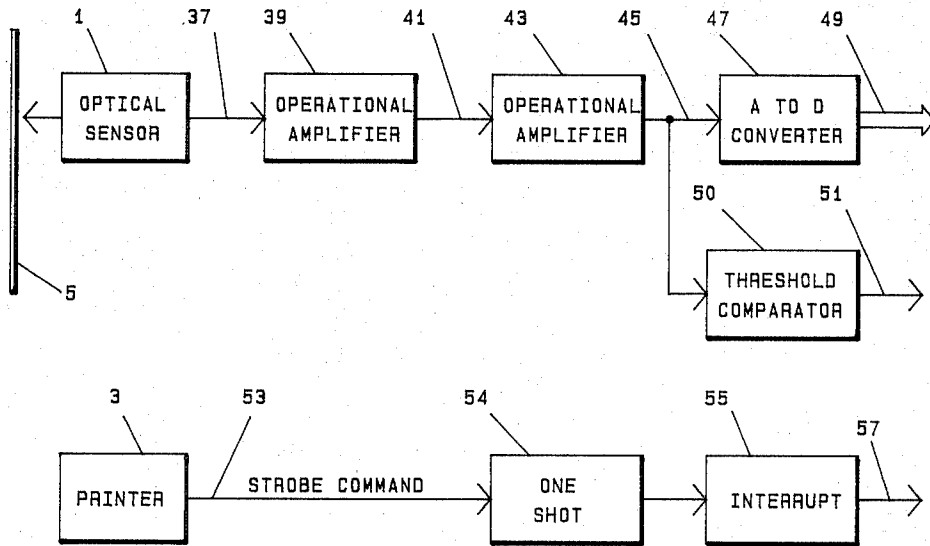 1 37 39 41 43 45 47 49
OPTICAL SENSOR
OPERATIONAL AMPLIFIER
OPERATIONAL AMPLIFIER
A TO D CONVERTER
5
50 51
THRESHOLD COMPARATOR
3 53 54 55 57
PRINTER
STROBE COMMAND
ONE SHOT
INTERRUPT